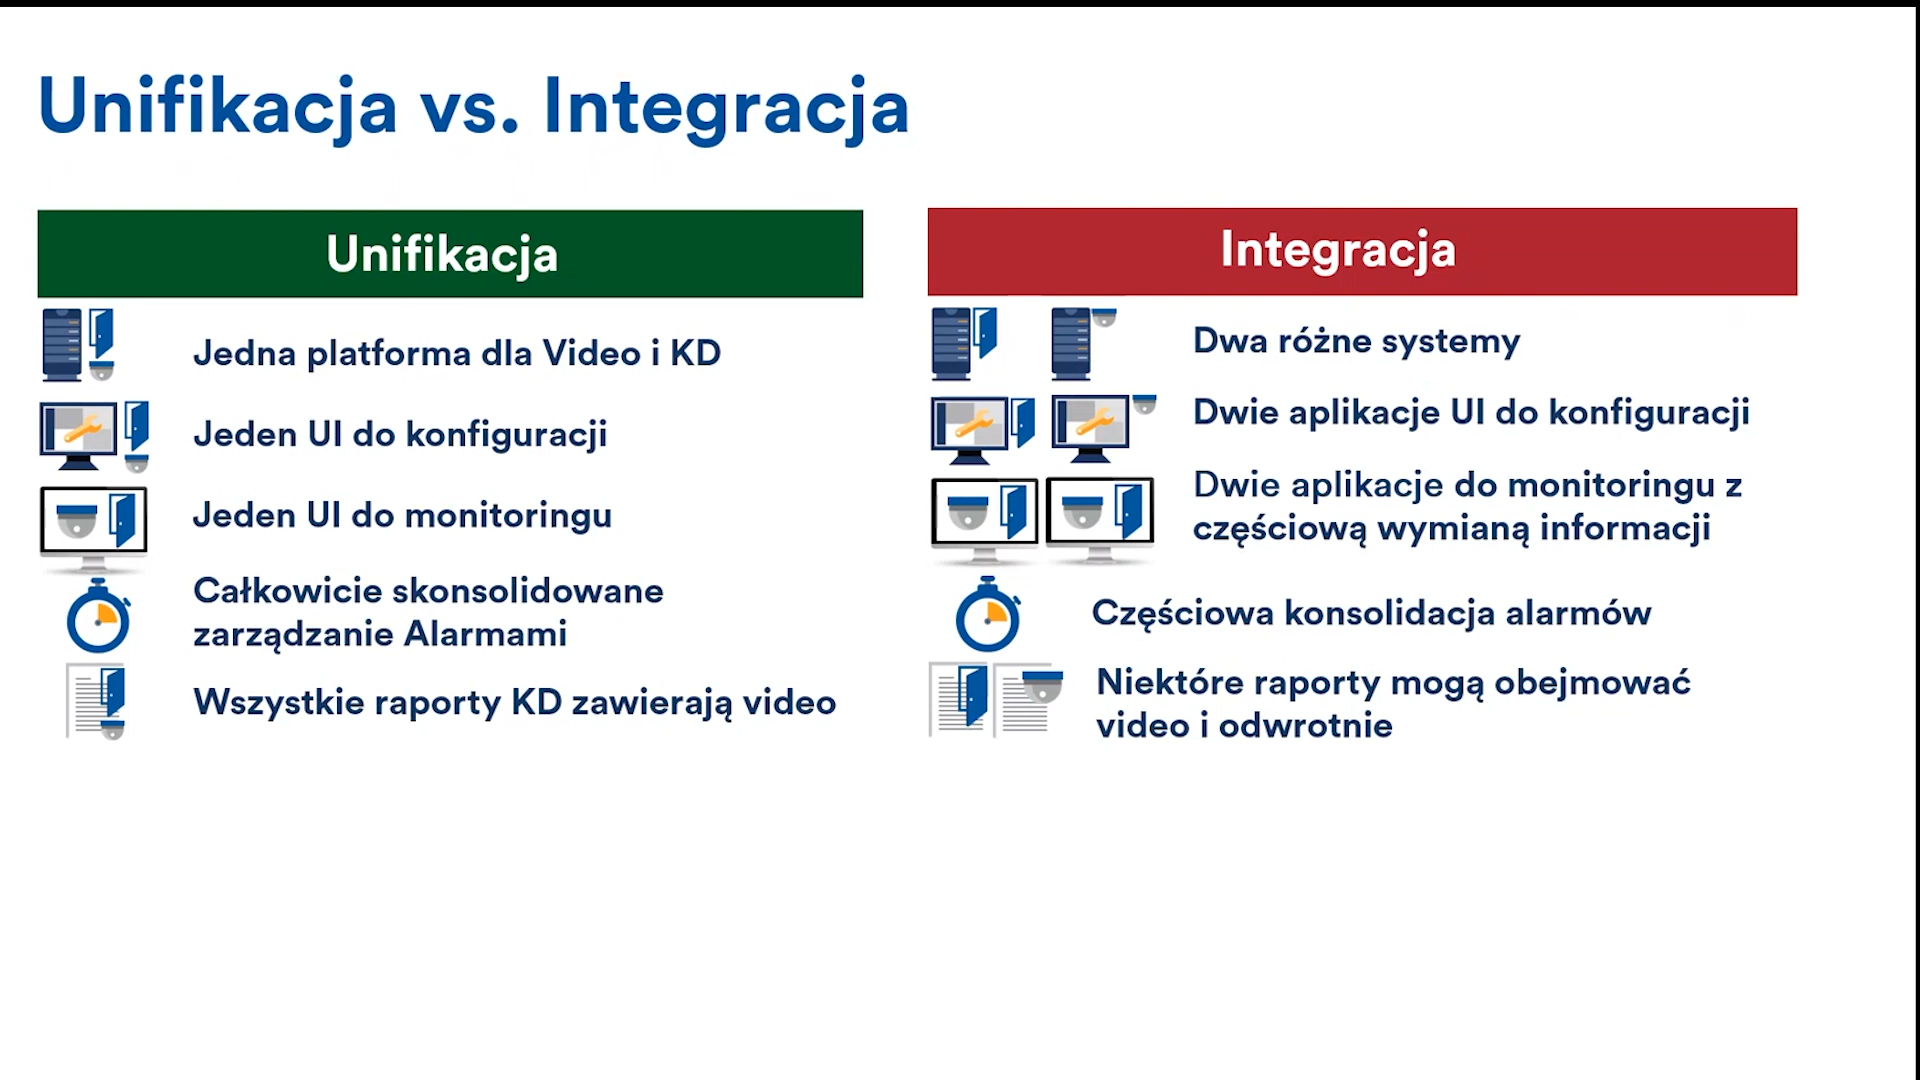 Unifikacja vs. Integracja
Unifikacja
Jedna platforma dla Video i KD
Jeden UI do konfiguracji
Jeden UI do monitoringu
Całkowicie skonsolidowane
zarządzanie Alarmami
Wszystkie raporty KD zawierają video
Integracja
Dwa różne systemy
Dwie aplikacje UI do konfiguracji
Dwie aplikacje do monitoringu z
częściową wymianą informacji
Częściowa konsolidacja alarmów
Niektóre raporty mogą obejmować
video i odwrotnie